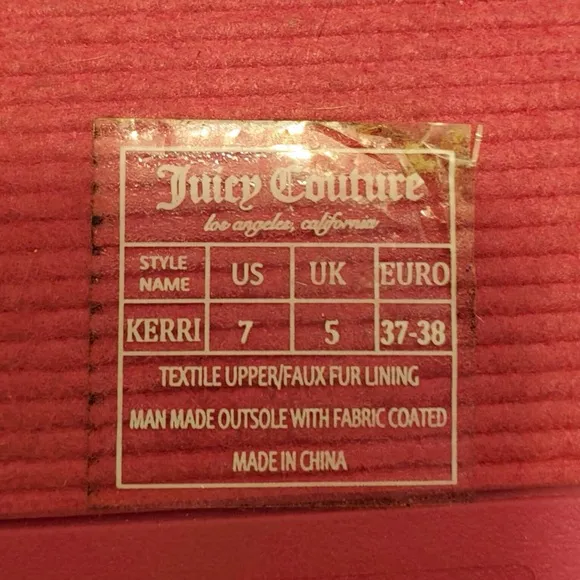 Juicy Couture
los angeles, california
STYLE NAME US UK EURO
KERRI 7 5 37-38
TEXTILE UPPER/FAUX FUR LINING
MAN MADE OUTSOLE WITH FABRIC COATED
MADE IN CHINA